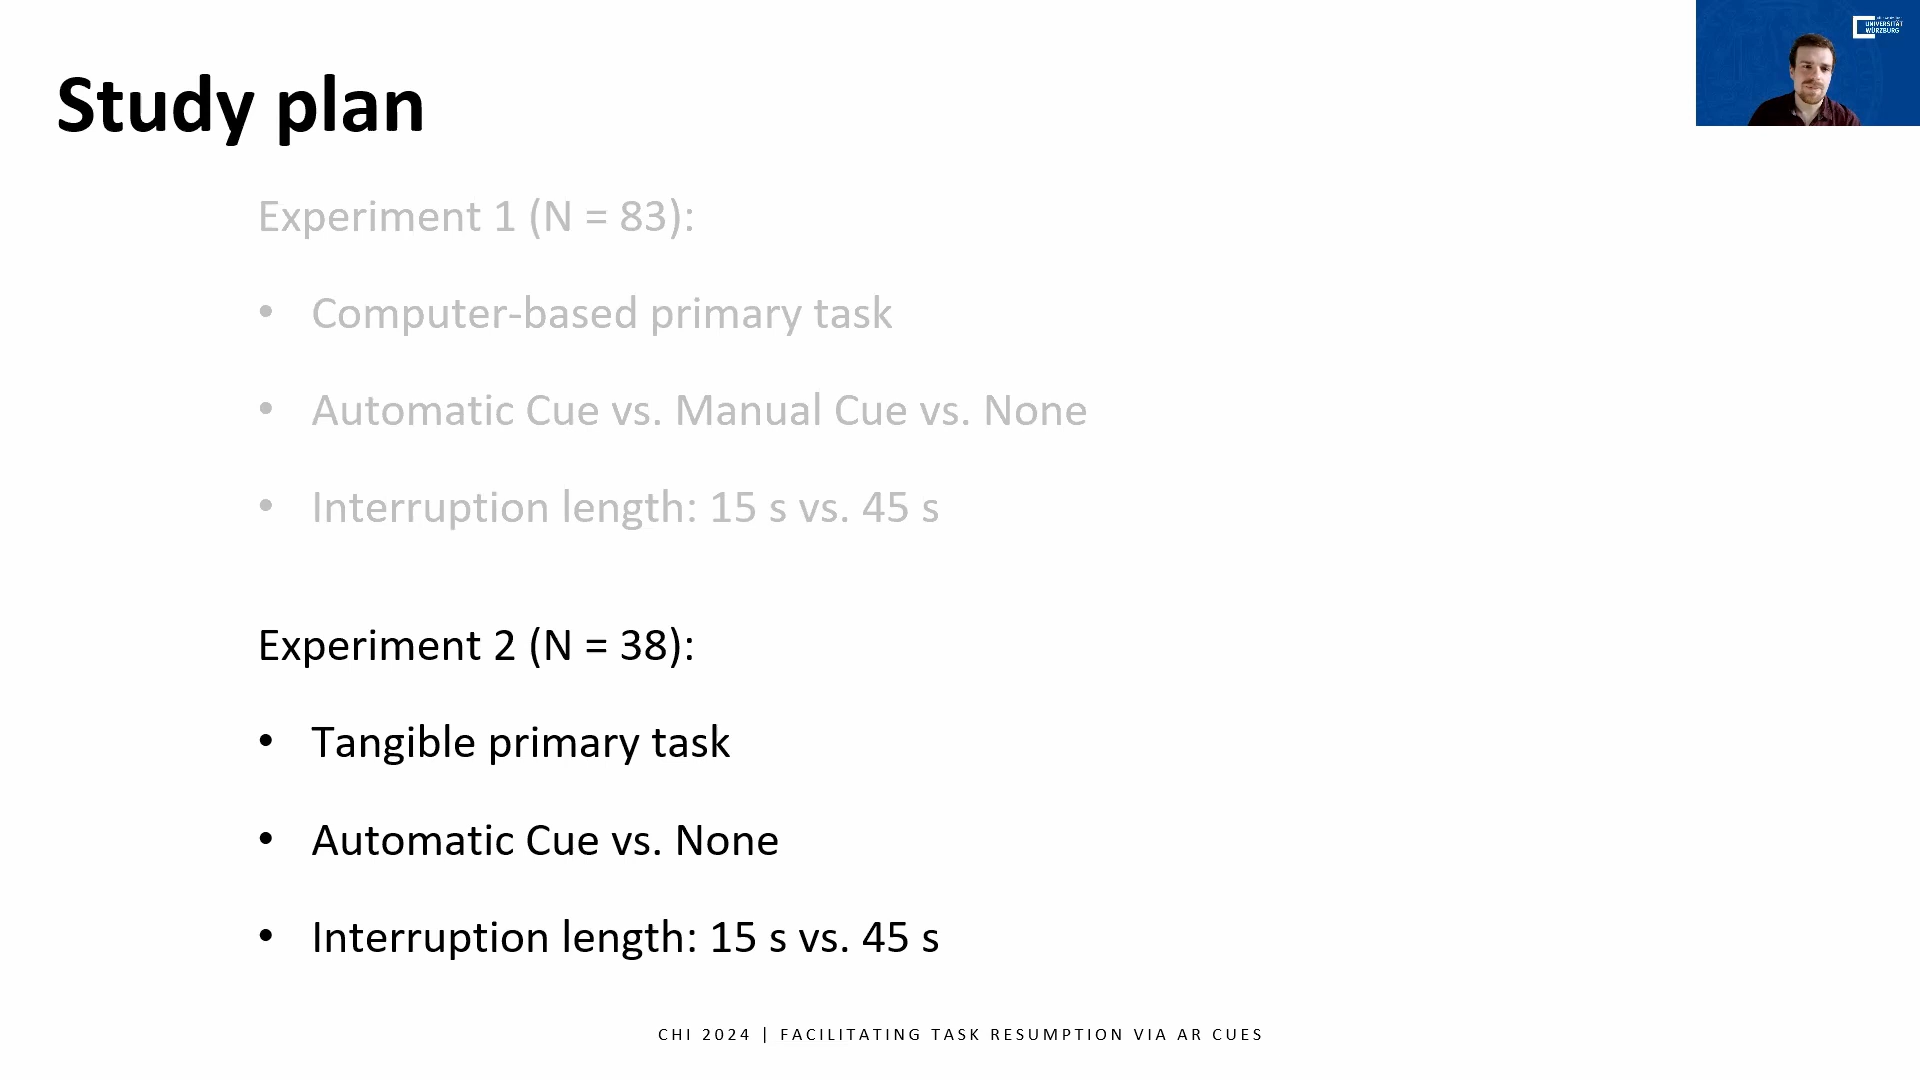 UNIVERSITÄT
WÜRZBURG
Study plan
Experiment 1 (N = 83):
• Computer-based primary task
• Automatic Cue vs. Manual Cue vs. None
• Interruption length: 15 s vs. 45 s
Experiment 2 (N = 38):
• Tangible primary task
• Automatic Cue vs. None
• Interruption length: 15 s vs. 45 s
CHI 2024 | FACILITATING TASK RESUMPTION VIA AR CUES